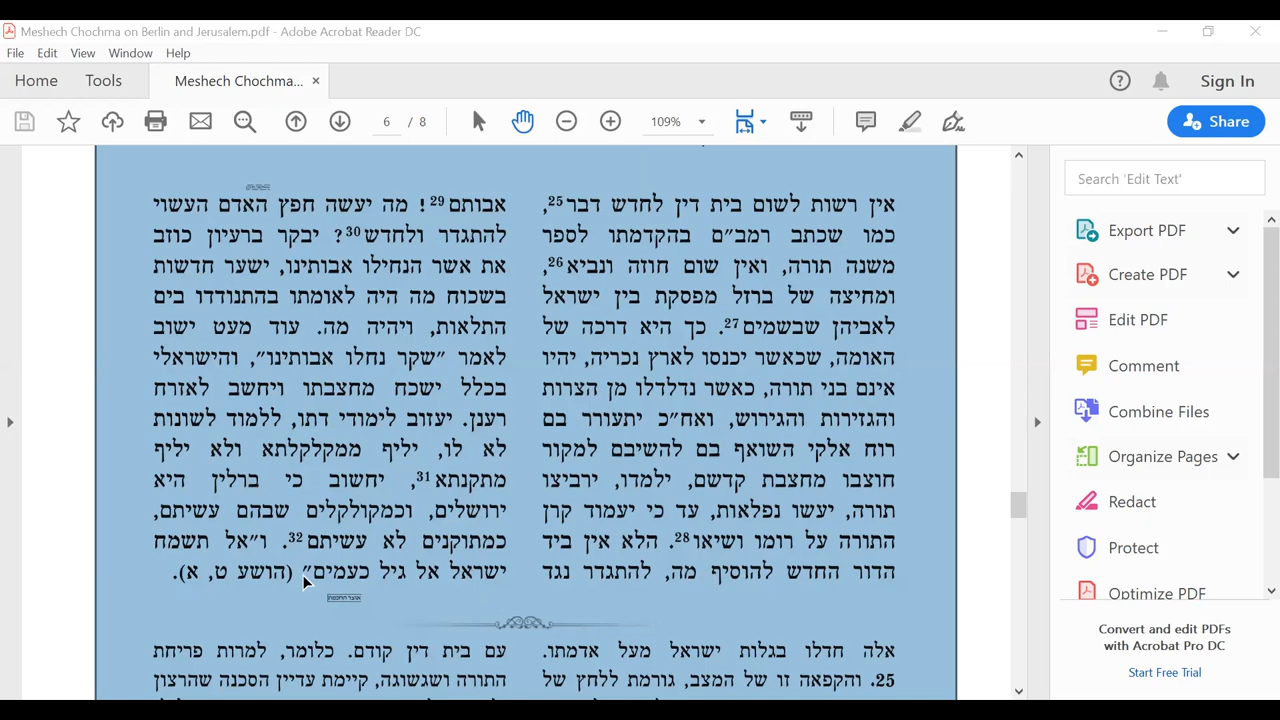 Meshech Chochma on Berlin and Jerusalem.pdf - Adobe Acrobat Reader DC
File Edit View Window Help
Home Tools Meshech Chochma... × Sign In
6 / 8 109% Share
אין רשות לשום בית דין לחדש דבר25,
כמו שכתב רמב״ם בהקדמתו לספר
משנה תורה, ואין שום חוזה ונביא26,
ומחיצה של ברזל מפסקת בין ישראל
לאביהן שבשמים27. כך היא דרכה של
האומה, שכאשר יכנסו לארץ נכריה, יהיו
אינם בני תורה, כאשר נדלדלו מן הצרות
והגזירות והגירוש, ואח״כ יתעורר בם
רוח אלקי השואף בם להשיבם למקור
חוצבו מחצבת קדשם, ילמדו, ירביצו
תורה, יעשו נפלאות, עד כי יעמוד קרן
התורה על רומו ושיאו28. הלא אין ביד
הדור החדש להוסיף מה, להתגדר נגד
אבותם29! מה יעשה חפץ האדם העשוי
להתגדר ולחדש30? יבקר ברעיון כוזב
את אשר הנחילו אבותינו, ישער חדשות
בשכוח מה היה לאומתו בהתנודדו בים
התלאות, ויהיה מה. עוד מעט ישוב
לאמר ״שקר נחלו אבותינו״, והישראלי
בכלל ישכח מחצבתו ויחשב לאזרח
רענן. יעזוב לימודי דתו, ללמוד לשונות
לא לו, יליף מקלקלתא ולא יליף
מתקנתא31, יחשוב כי ברלין היא
ירושלים, וכמקולקלים שבהם עשיתם,
כמתוקנים לא עשיתם32. ו״אל תשמח
ישראל אל גיל כעמים״ (הושע ט, א).
אוצר החכמה
אלה חדלו בגלות ישראל מעל אדמתו.
25. והקפאה זו של המצב, גורמת ללחץ של
עם בית דין קודם. כלומר, למרות פריחת
התורה ושגשוגה, קיימת עדיין הסכנה שהרצון
Search 'Edit Text'
Export PDF
Create PDF
Edit PDF
Comment
Combine Files
Organize Pages
Redact
Protect
Optimize PDF
Convert and edit PDFs
with Acrobat Pro DC
Start Free Trial